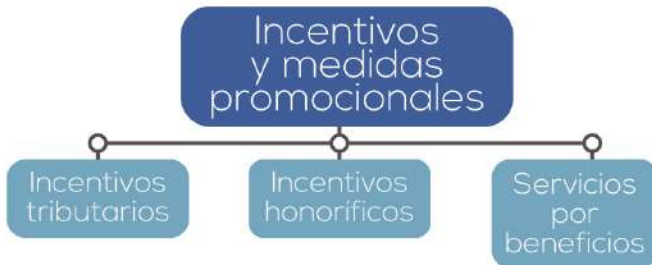 Incentivos
y medidas
promocionales
Incentivos
tributarios
Incentivos
honoríficos
Servicios
por
beneficios